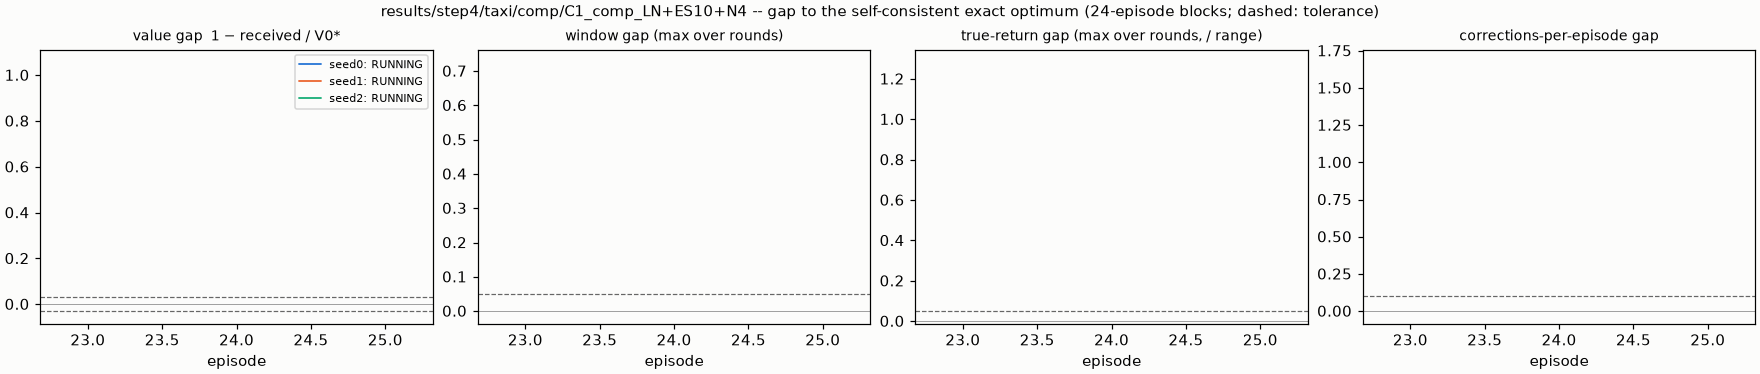 results/step4/taxi/comp/C1_comp_LN+ES10+N4 -- gap to the self-consistent exact optimum (24-episode blocks; dashed: tolerance)
value gap  1 − received / V0*
1.0
0.8
0.6
0.4
0.2
0.0
seed0: RUNNING
seed1: RUNNING
seed2: RUNNING
23.0 23.5 24.0 24.5 25.0
episode
window gap (max over rounds)
0.7
0.6
0.5
0.4
0.3
0.2
0.1
0.0
23.0 23.5 24.0 24.5 25.0
episode
true-return gap (max over rounds, / range)
1.2
1.0
0.8
0.6
0.4
0.2
0.0
23.0 23.5 24.0 24.5 25.0
episode
corrections-per-episode gap
1.75
1.50
1.25
1.00
0.75
0.50
0.25
0.00
23.0 23.5 24.0 24.5 25.0
episode